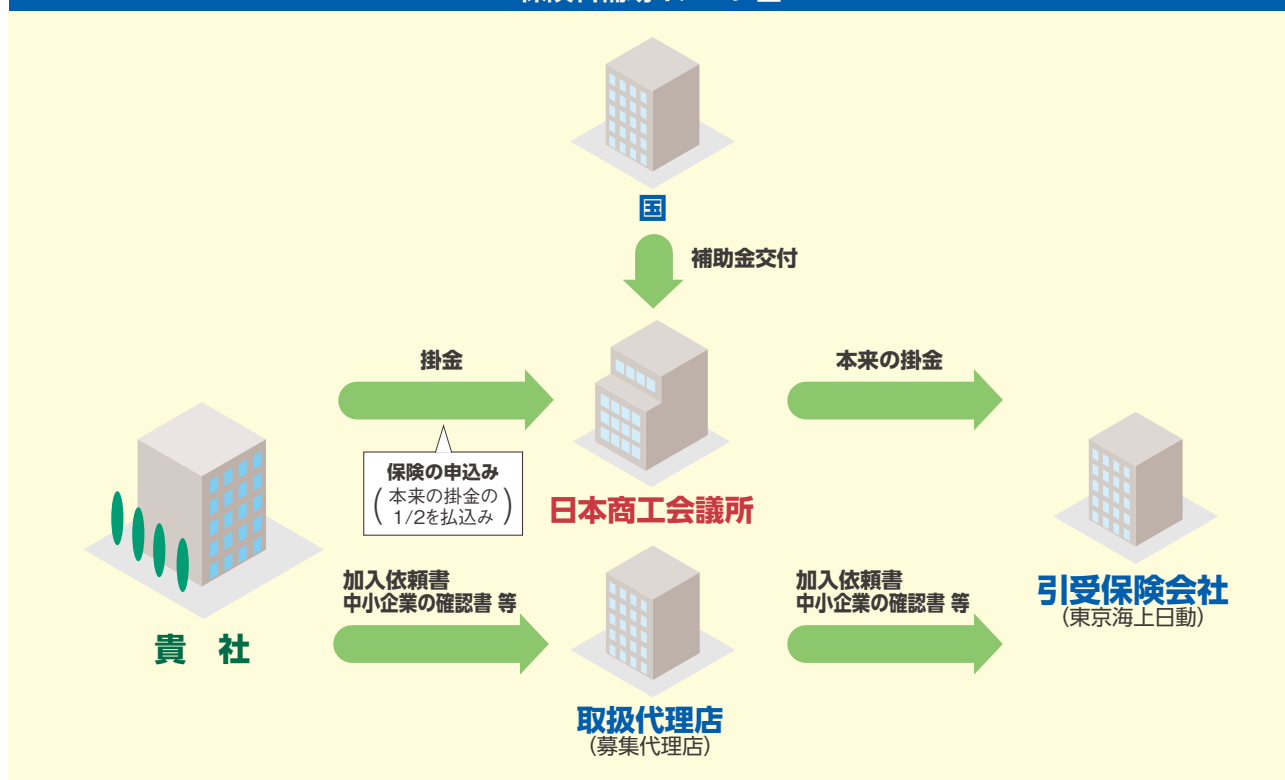 国
補助金交付
掛金
本来の掛金
保険の申込み
(本来の掛金の
1/2を払込み)
日本商工会議所
加入依頼書
中小企業の確認書 等
加入依頼書
中小企業の確認書 等
引受保険会社
(東京海上日動)
貴 社
取扱代理店
(募集代理店)